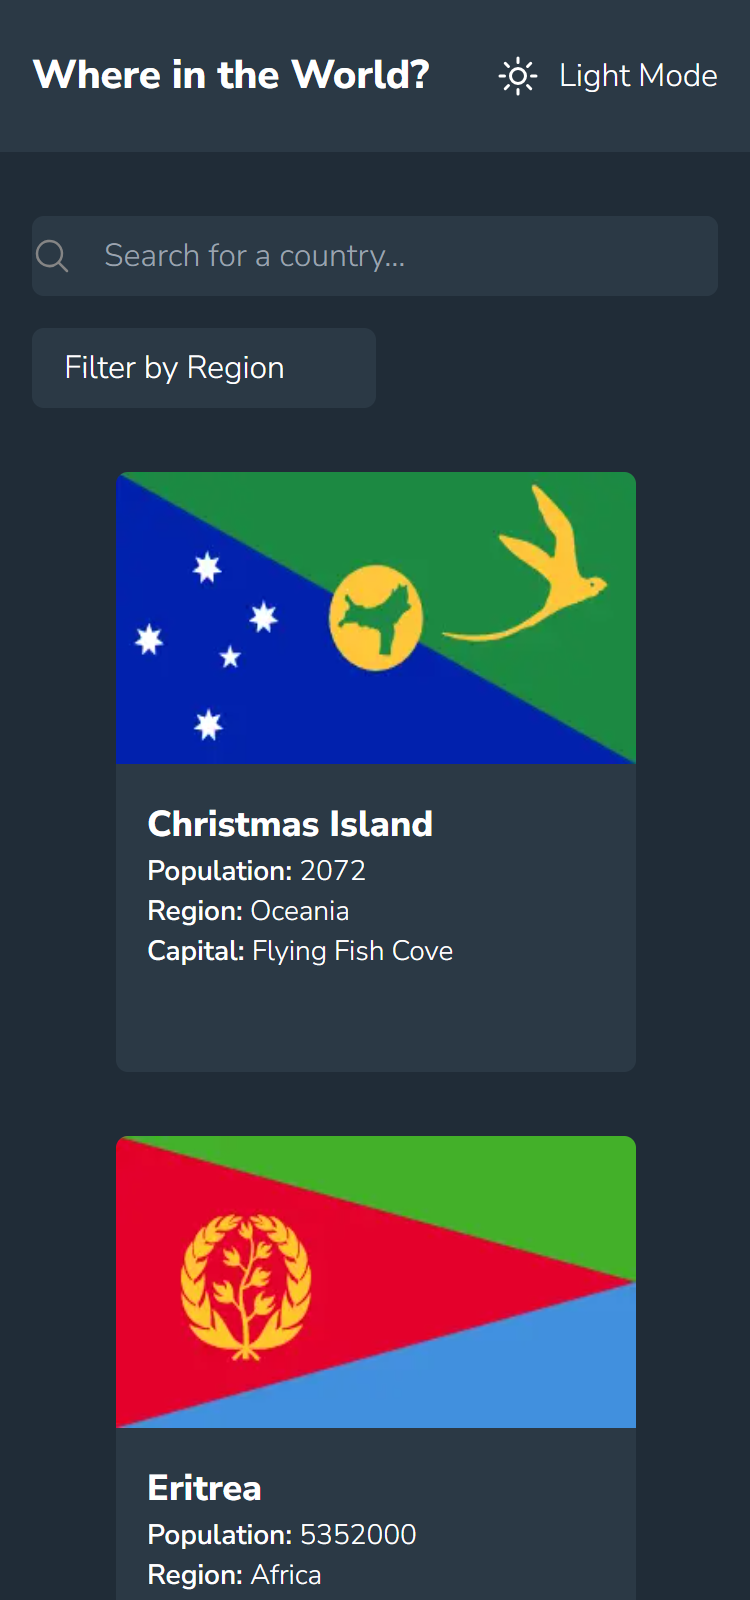 Where in the World?
Light Mode
Search for a country...
Filter by Region
Christmas Island
Population: 2072
Region: Oceania
Capital: Flying Fish Cove
Eritrea
Population: 5352000
Region: Africa